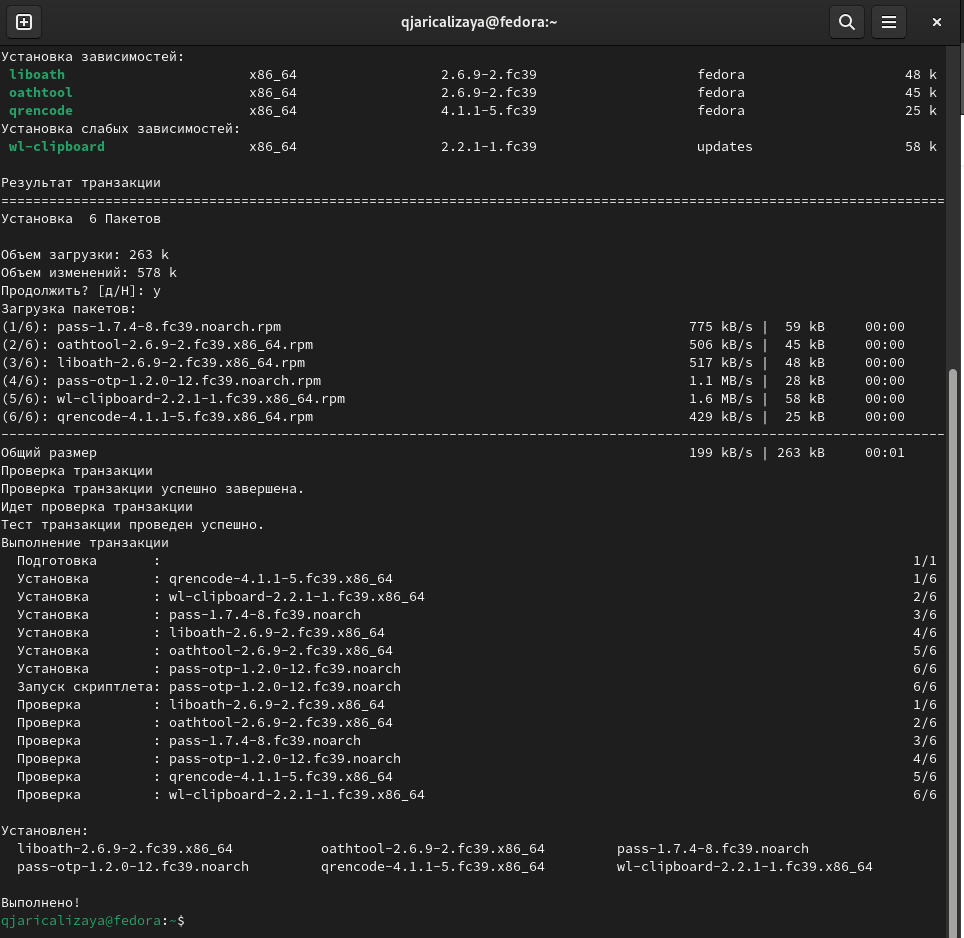 qjaricalizaya@fedora:~
Установка зависимостей:
liboath x86_64 2.6.9-2.fc39 fedora 48 k
oathtool x86_64 2.6.9-2.fc39 fedora 45 k
qrencode x86_64 4.1.1-5.fc39 fedora 25 k
Установка слабых зависимостей:
wl-clipboard x86_64 2.2.1-1.fc39 updates 58 k
Результат транзакции
================================================================================
Установка  6 Пакетов
Объем загрузки: 263 k
Объем изменений: 578 k
Продолжить? [д/Н]: y
Загрузка пакетов:
(1/6): pass-1.7.4-8.fc39.noarch.rpm 775 kB/s |  59 kB 00:00
(2/6): oathtool-2.6.9-2.fc39.x86_64.rpm 506 kB/s |  45 kB 00:00
(3/6): liboath-2.6.9-2.fc39.x86_64.rpm 517 kB/s |  48 kB 00:00
(4/6): pass-otp-1.2.0-12.fc39.noarch.rpm 1.1 MB/s |  28 kB 00:00
(5/6): wl-clipboard-2.2.1-1.fc39.x86_64.rpm 1.6 MB/s |  58 kB 00:00
(6/6): qrencode-4.1.1-5.fc39.x86_64.rpm 429 kB/s |  25 kB 00:00
--------------------------------------------------------------------------------
Общий размер 199 kB/s | 263 kB 00:01
Проверка транзакции
Проверка транзакции успешно завершена.
Идет проверка транзакции
Тест транзакции проведен успешно.
Выполнение транзакции
Подготовка : 1/1
Установка : qrencode-4.1.1-5.fc39.x86_64 1/6
Установка : wl-clipboard-2.2.1-1.fc39.x86_64 2/6
Установка : pass-1.7.4-8.fc39.noarch 3/6
Установка : liboath-2.6.9-2.fc39.x86_64 4/6
Установка : oathtool-2.6.9-2.fc39.x86_64 5/6
Установка : pass-otp-1.2.0-12.fc39.noarch 6/6
Запуск скриптлета: pass-otp-1.2.0-12.fc39.noarch 6/6
Проверка : liboath-2.6.9-2.fc39.x86_64 1/6
Проверка : oathtool-2.6.9-2.fc39.x86_64 2/6
Проверка : pass-1.7.4-8.fc39.noarch 3/6
Проверка : pass-otp-1.2.0-12.fc39.noarch 4/6
Проверка : qrencode-4.1.1-5.fc39.x86_64 5/6
Проверка : wl-clipboard-2.2.1-1.fc39.x86_64 6/6
Установлен:
liboath-2.6.9-2.fc39.x86_64 oathtool-2.6.9-2.fc39.x86_64 pass-1.7.4-8.fc39.noarch
pass-otp-1.2.0-12.fc39.noarch qrencode-4.1.1-5.fc39.x86_64 wl-clipboard-2.2.1-1.fc39.x86_64
Выполнено!
qjaricalizaya@fedora:~$